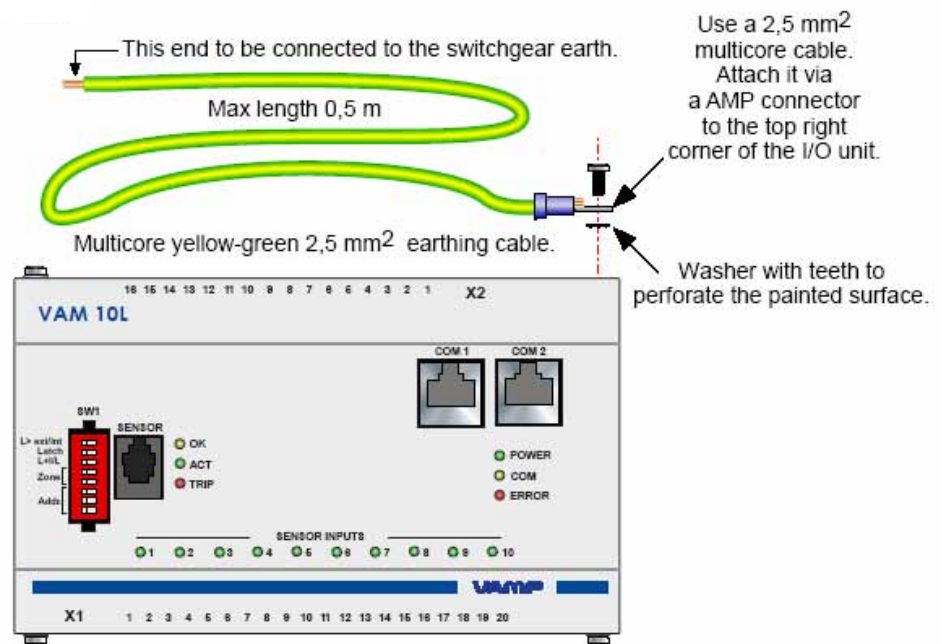 This end to be connected to the switchgear earth.
Max length 0,5 m
Use a 2,5 mm²
multicore cable.
Attach it via
a AMP connector
to the top right
corner of the I/O unit.
Multicore yellow-green 2,5 mm² earthing cable.
Washer with teeth to
perforate the painted surface.
16 15 14 13 12 11 10 9 8 7 6 5 4 3 2 1 X2
VAM 10L
COM 1 COM 2
SW1
SENSOR
L> ext/int
Latch
L+I/L
Zone
Addr
OK
ACT
TRIP
POWER
COM
ERROR
SENSOR INPUTS
1 2 3 4 5 6 7 8 9 10
VAMP
X1 1 2 3 4 5 6 7 8 9 10 11 12 13 14 15 16 17 18 19 20